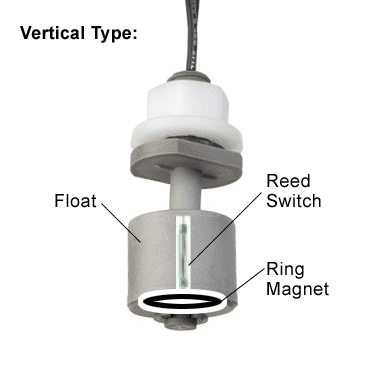 Vertical Type:
Float
Reed
Switch
Ring
Magnet